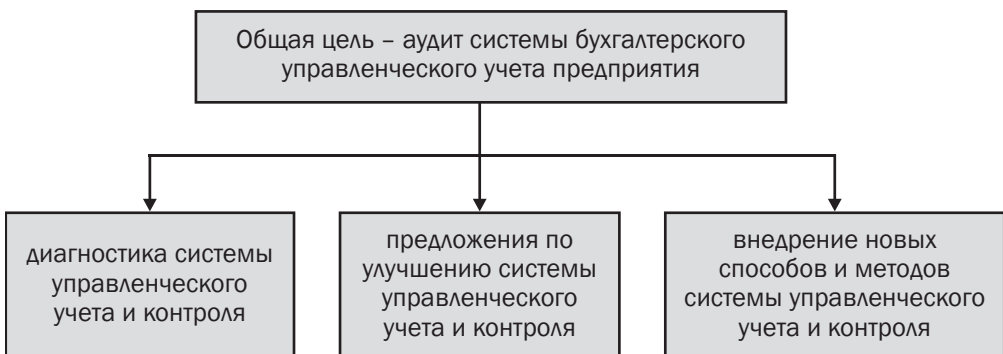 Общая цель – аудит системы бухгалтерского
управленческого учета предприятия
диагностика системы
управленческого
учета и контроля
предложения по
улучшению системы
управленческого
учета и контроля
внедрение новых
способов и методов
системы управленческого
учета и контроля